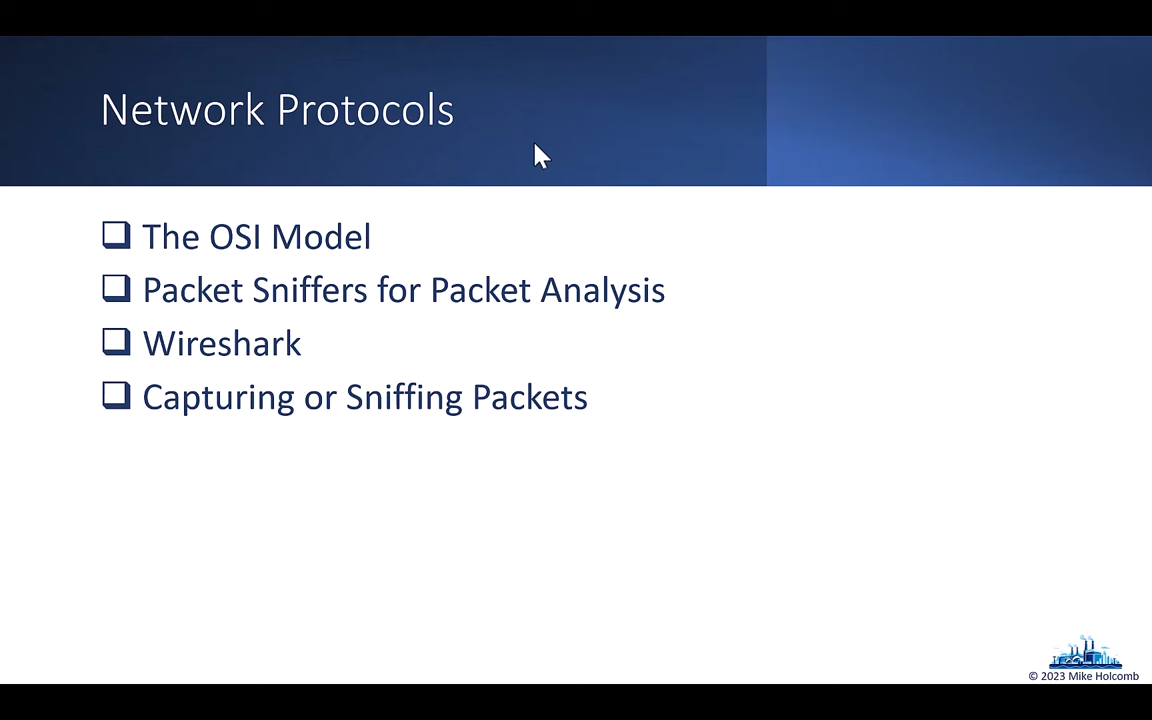 Network Protocols
The OSI Model
Packet Sniffers for Packet Analysis
Wireshark
Capturing or Sniffing Packets
© 2023 Mike Holcomb